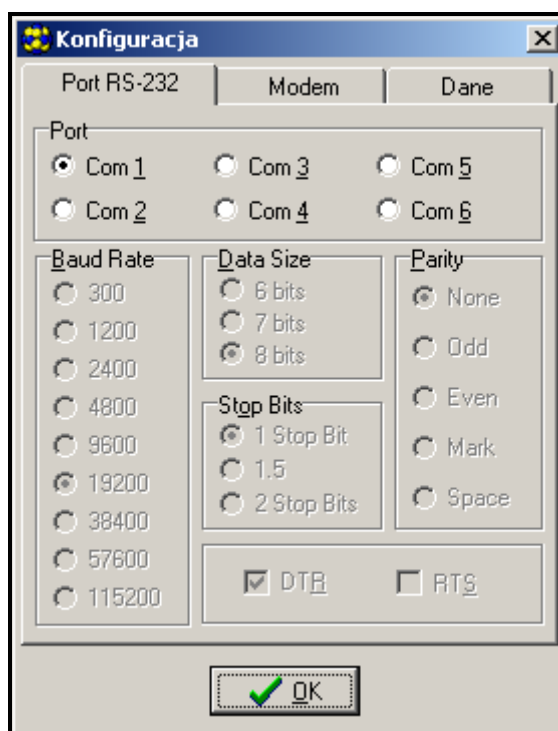 Konfiguracja
Port RS-232 Modem Dane
Port
Com 1 Com 3 Com 5
Com 2 Com 4 Com 6
Baud Rate
300
1200
2400
4800
9600
19200
38400
57600
115200
Data Size
6 bits
7 bits
8 bits
Stop Bits
1 Stop Bit
1.5
2 Stop Bits
Parity
None
Odd
Even
Mark
Space
DTR RTS
OK